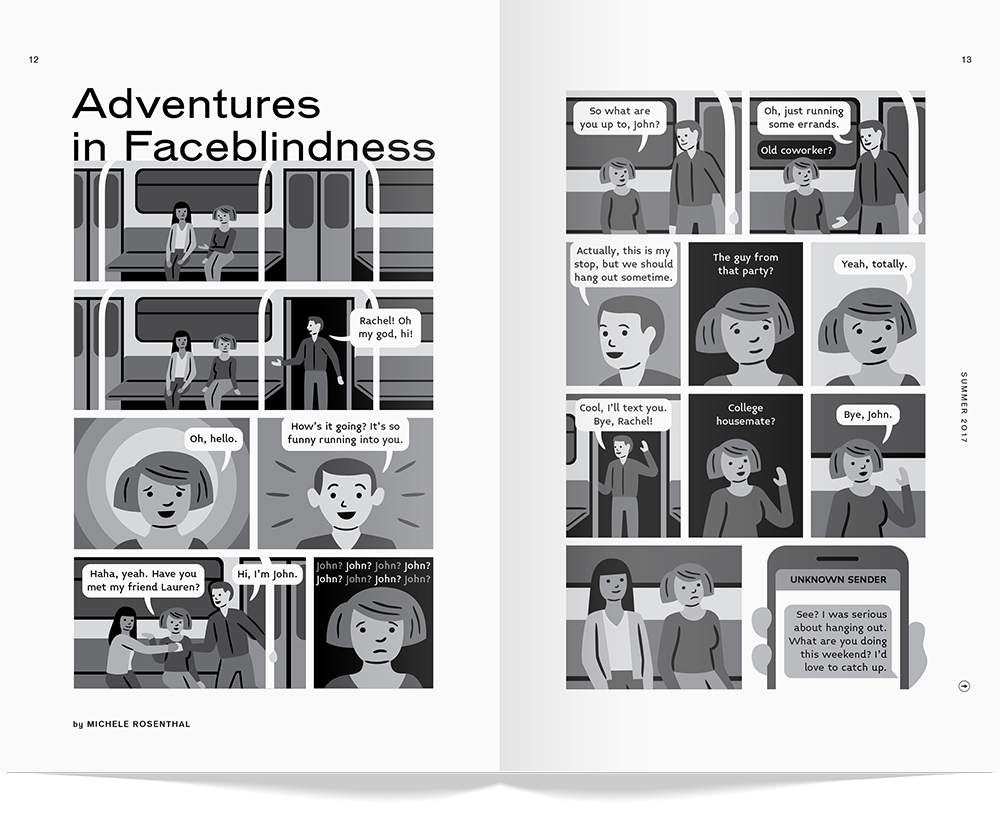 12
Adventures
in Faceblindness
Rachel! Oh
my god, hi!
Oh, hello.
How's it going? It's so
funny running into you.
Haha, yeah. Have you
met my friend Lauren?
Hi, I'm John.
John? John? John? John?
John? John? John? John?
by MICHELE ROSENTHAL
13
So what are
you up to, John?
Oh, just running
some errands.
Old coworker?
Actually, this is my
stop, but we should
hang out sometime.
The guy from
that party?
Yeah, totally.
Cool, I'll text you.
Bye, Rachel!
College
housemate?
Bye, John.
UNKNOWN SENDER
See? I was serious
about hanging out.
What are you doing
this weekend? I'd
love to catch up.
SUMMER 2017